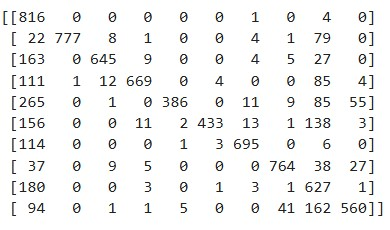 [[816 0 0 0 0 0 1 0 4 0]
[ 22 777 8 1 0 0 4 1 79 0]
[163 0 645 9 0 0 4 5 27 0]
[111 1 12 669 0 4 0 0 85 4]
[265 0 1 0 386 0 11 9 85 55]
[156 0 0 11 2 433 13 1 138 3]
[114 0 0 0 1 3 695 0 6 0]
[ 37 0 9 5 0 0 0 764 38 27]
[180 0 0 3 0 1 3 1 627 1]
[ 94 0 1 1 5 0 0 41 162 560]]